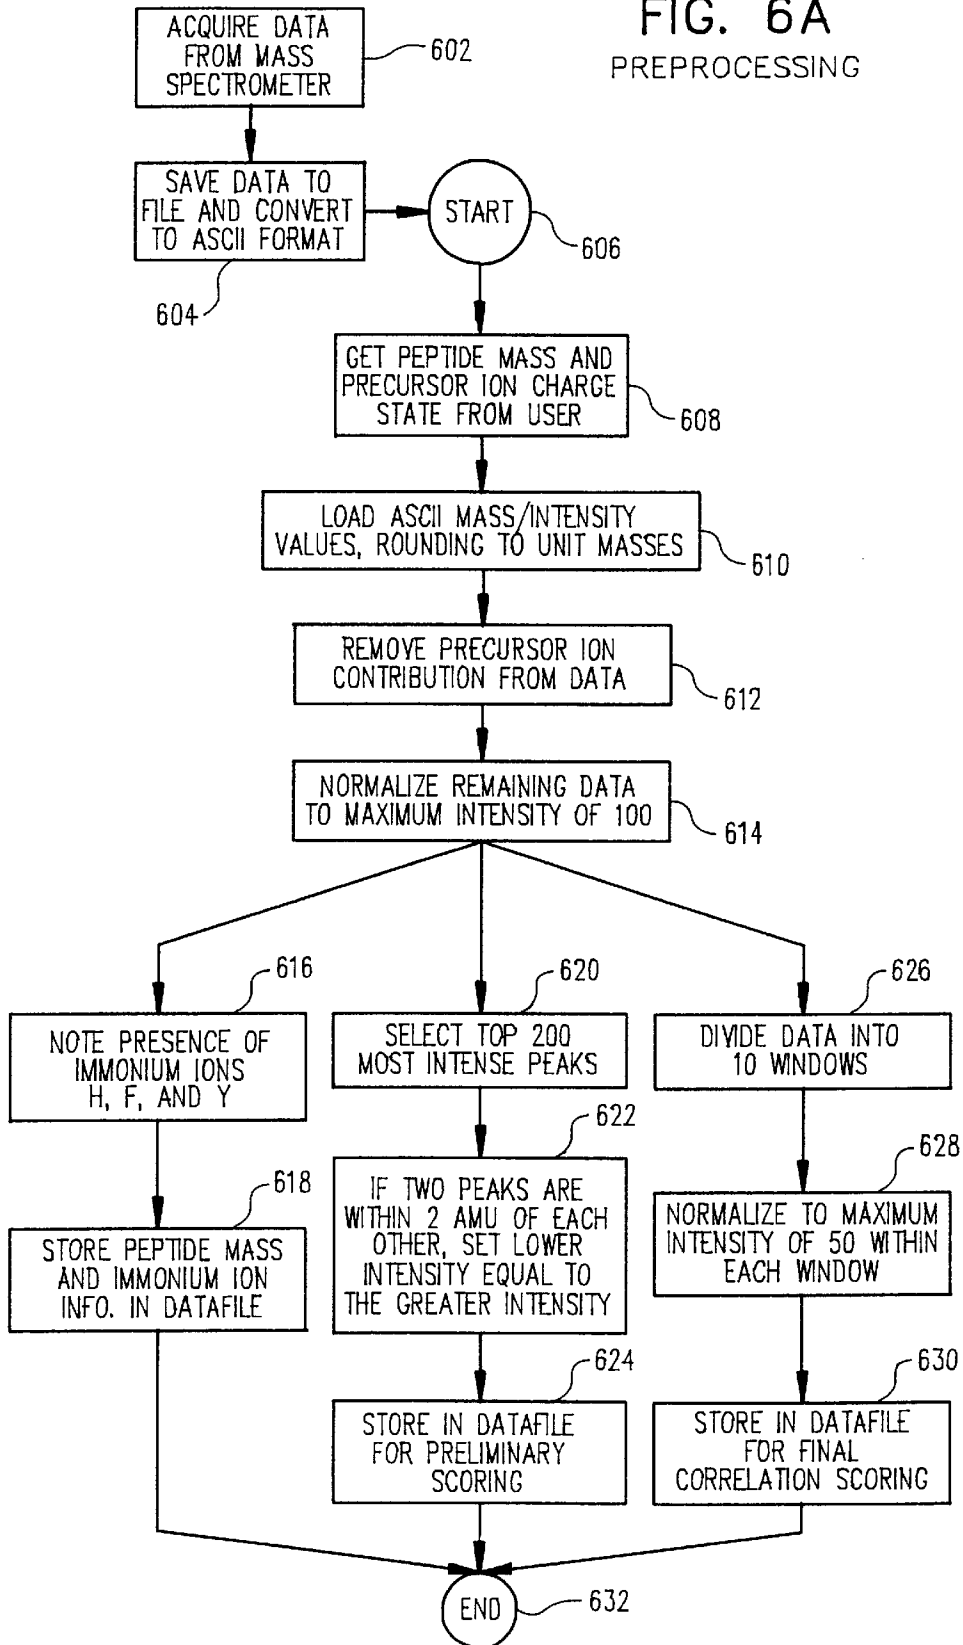 FIG. 6A
PREPROCESSING
ACQUIRE DATA
FROM MASS
SPECTROMETER
602
SAVE DATA TO
FILE AND CONVERT
TO ASCII FORMAT
604
START
606
GET PEPTIDE MASS AND
PRECURSOR ION CHARGE
STATE FROM USER
608
LOAD ASCII MASS/INTENSITY
VALUES, ROUNDING TO UNIT MASSES
610
REMOVE PRECURSOR ION
CONTRIBUTION FROM DATA
612
NORMALIZE REMAINING DATA
TO MAXIMUM INTENSITY OF 100
614
616
NOTE PRESENCE OF
IMMONIUM IONS
H, F, AND Y
618
STORE PEPTIDE MASS
AND IMMONIUM ION
INFO. IN DATAFILE
620
SELECT TOP 200
MOST INTENSE PEAKS
622
IF TWO PEAKS ARE
WITHIN 2 AMU OF EACH
OTHER, SET LOWER
INTENSITY EQUAL TO
THE GREATER INTENSITY
624
STORE IN DATAFILE
FOR PRELIMINARY
SCORING
626
DIVIDE DATA INTO
10 WINDOWS
628
NORMALIZE TO MAXIMUM
INTENSITY OF 50 WITHIN
EACH WINDOW
630
STORE IN DATAFILE
FOR FINAL
CORRELATION SCORING
END
632